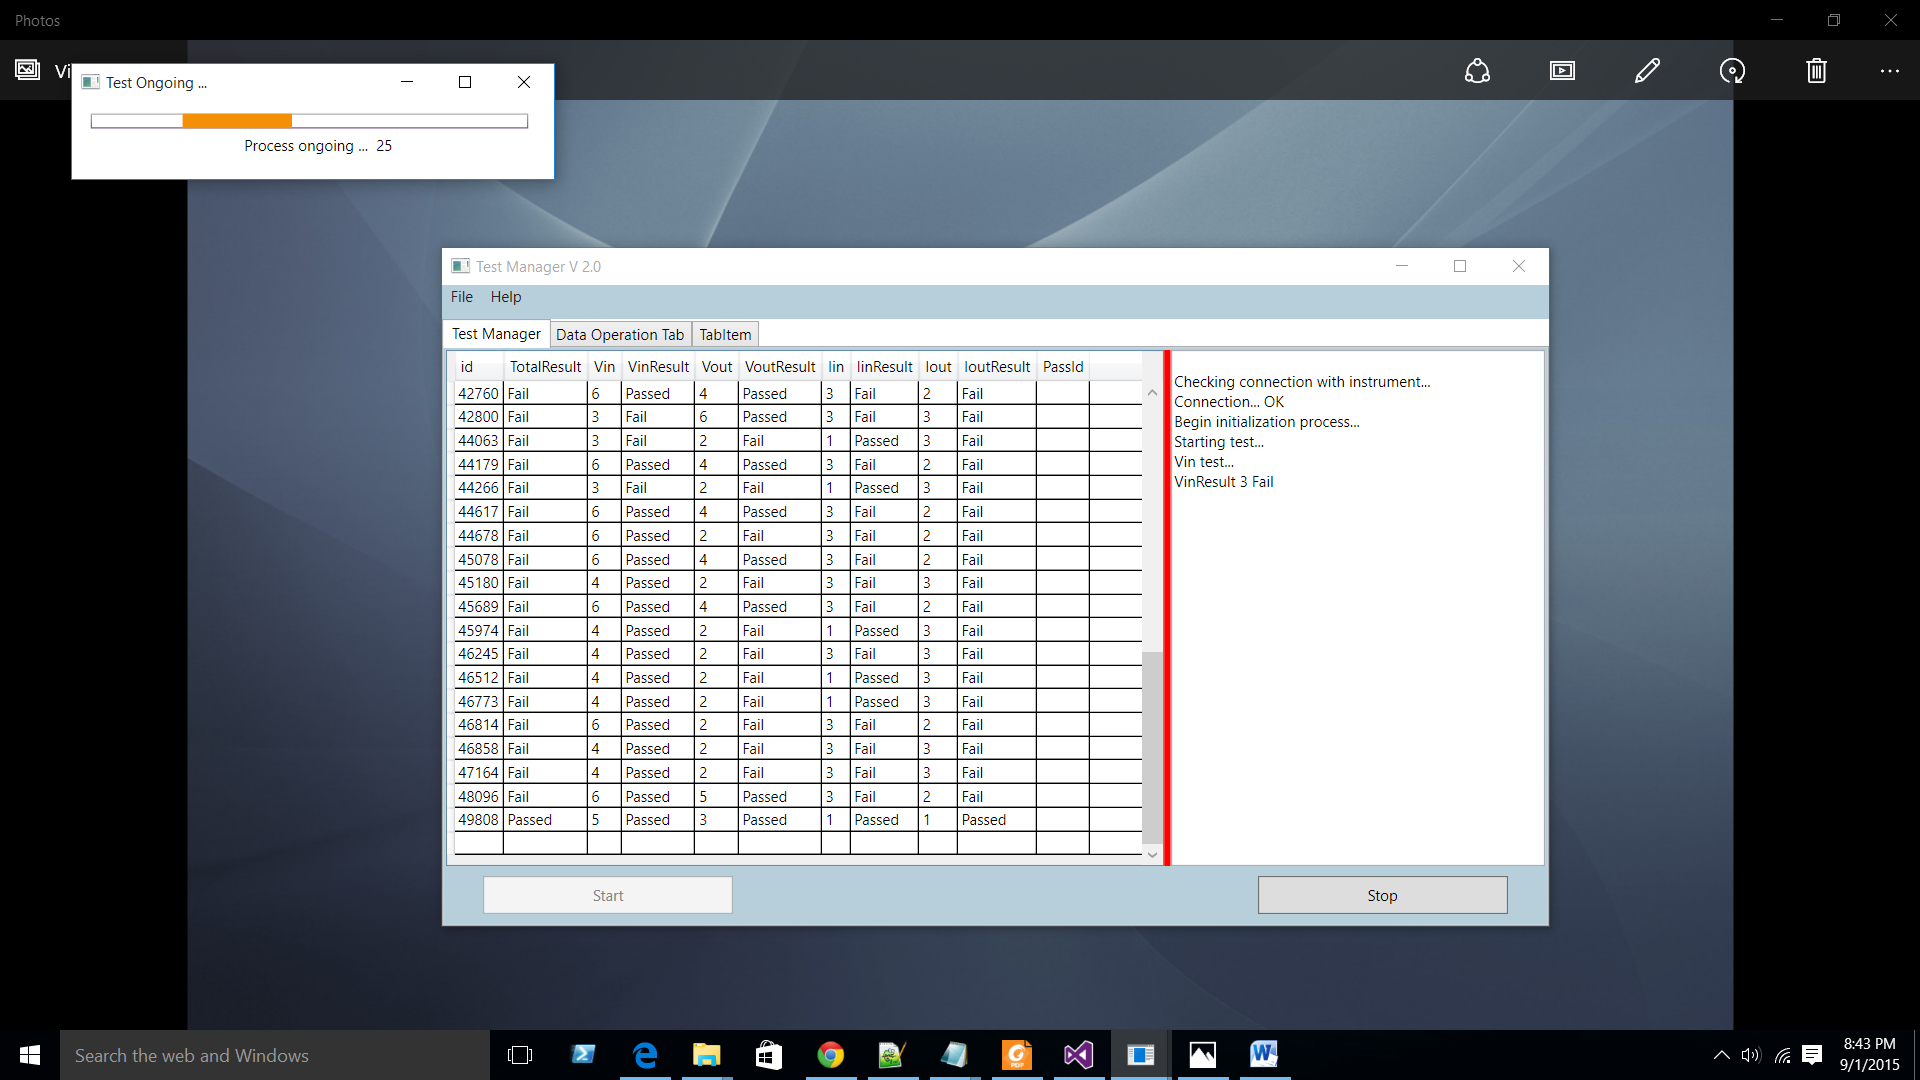 Photos
Vi
Test Ongoing ...
Process ongoing ... 25
Test Manager V 2.0
File Help
Test Manager Data Operation Tab TabItem
id TotalResult Vin VinResult Vout VoutResult Iin IinResult Iout IoutResult PassId
42760 Fail 6 Passed 4 Passed 3 Fail 2 Fail
42800 Fail 3 Fail 6 Passed 3 Fail 3 Fail
44063 Fail 3 Fail 2 Fail 1 Passed 3 Fail
44179 Fail 6 Passed 4 Passed 3 Fail 2 Fail
44266 Fail 3 Fail 2 Fail 1 Passed 3 Fail
44617 Fail 6 Passed 4 Passed 3 Fail 2 Fail
44678 Fail 6 Passed 2 Fail 3 Fail 2 Fail
45078 Fail 6 Passed 4 Passed 3 Fail 2 Fail
45180 Fail 4 Passed 2 Fail 3 Fail 3 Fail
45689 Fail 6 Passed 4 Passed 3 Fail 2 Fail
45974 Fail 4 Passed 2 Fail 1 Passed 3 Fail
46245 Fail 4 Passed 2 Fail 3 Fail 3 Fail
46512 Fail 4 Passed 2 Fail 1 Passed 3 Fail
46773 Fail 4 Passed 2 Fail 1 Passed 3 Fail
46814 Fail 6 Passed 2 Fail 3 Fail 2 Fail
46858 Fail 4 Passed 2 Fail 3 Fail 3 Fail
47164 Fail 4 Passed 2 Fail 3 Fail 3 Fail
48096 Fail 6 Passed 5 Passed 3 Fail 2 Fail
49808 Passed 5 Passed 3 Passed 1 Passed 1 Passed
Checking connection with instrument...
Connection... OK
Begin initialization process...
Starting test...
Vin test...
VinResult 3 Fail
Start
Stop
Search the web and Windows
PDF
8:43 PM
9/1/2015